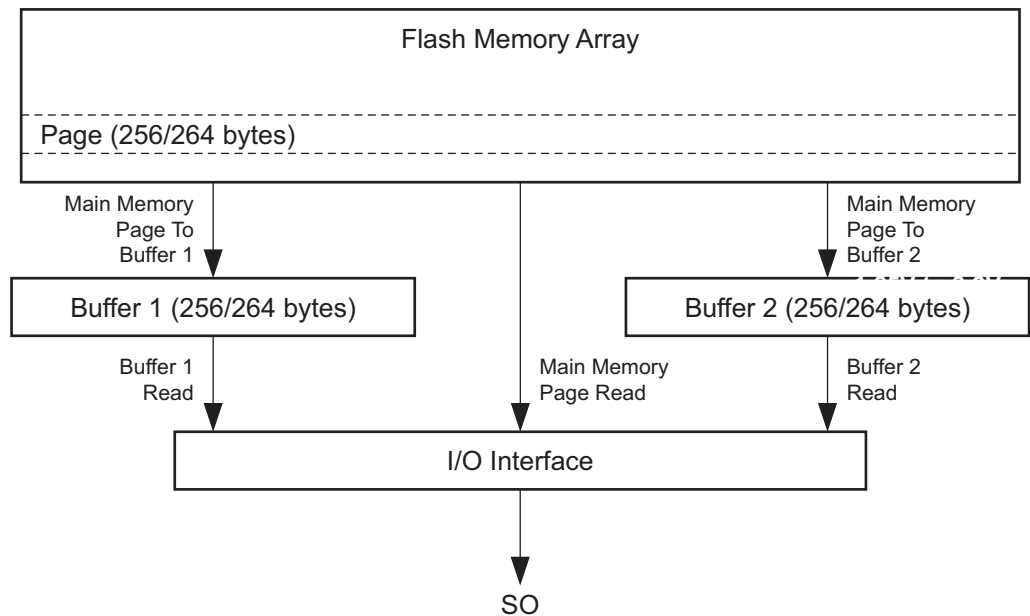 Flash Memory Array
Page (256/264 bytes)
Main Memory
Page To
Buffer 1
Main Memory
Page To
Buffer 2
Buffer 1 (256/264 bytes)
Buffer 2 (256/264 bytes)
Buffer 1
Read
Main Memory
Page Read
Buffer 2
Read
I/O Interface
SO